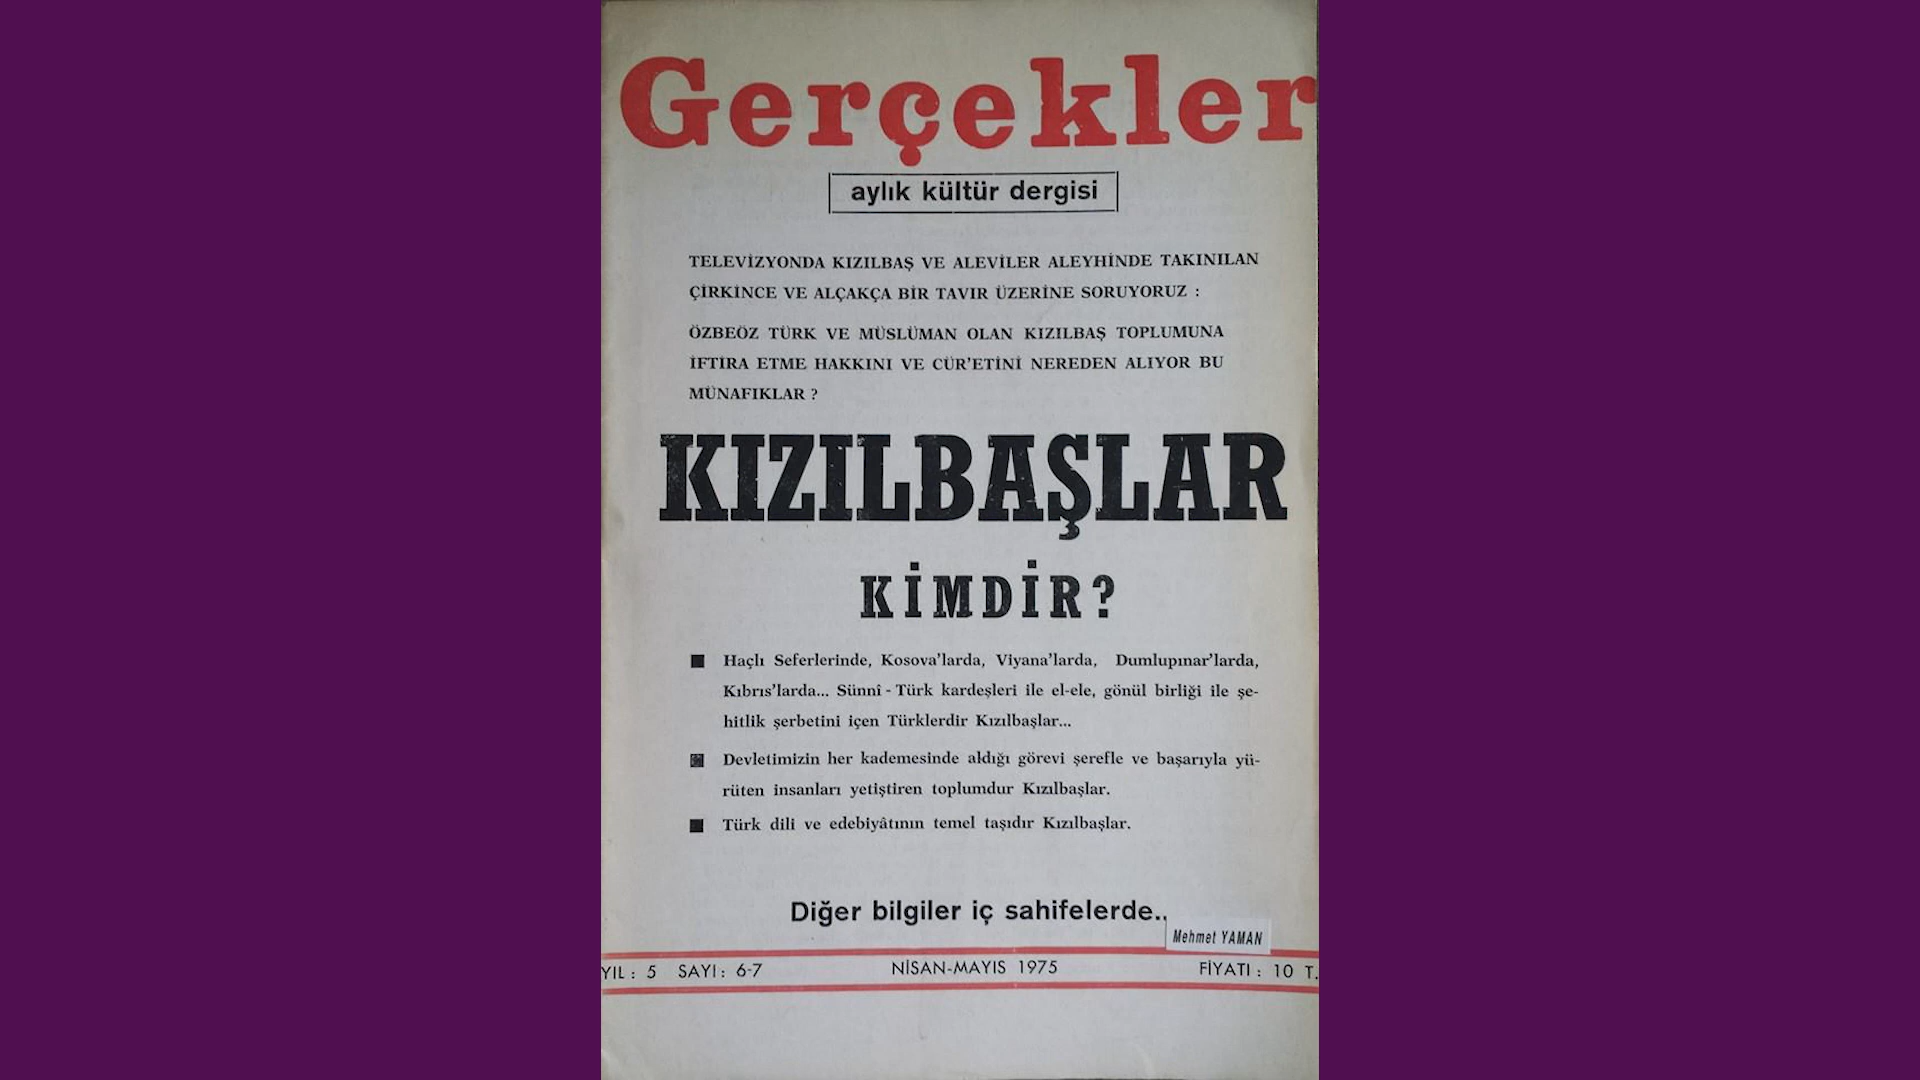 Gerçekler
aylık kültür dergisi
TELEVİZYONDA KIZILBAŞ VE ALEVİLER ALEYHİNDE TAKINILAN
ÇİRKİNCE VE ALÇAKÇA BİR TAVIR ÜZERİNE SORUYORUZ :
ÖZBEÖZ TÜRK VE MÜSLÜMAN OLAN KIZILBAŞ TOPLUMUNA
İFTİRA ETME HAKKINI VE CÜR'ETİNİ NEREDEN ALIYOR BU
MÜNAFIKLAR ?
KIZILBAŞLAR
KİMDİR?
■ Haçlı Seferlerinde, Kosova'larda, Viyana'larda, Dumlupınar'larda,
Kıbrıs'larda... Sünnî - Türk kardeşleri ile el-ele, gönül birliği ile şe-
hitlik şerbetini içen Türklerdir Kızılbaşlar...
■ Devletimizin her kademesinde aldığı görevi şerefle ve başarıyla yü-
rüten insanları yetiştiren toplumdur Kızılbaşlar.
■ Türk dili ve edebiyâtının temel taşıdır Kızılbaşlar.
Diğer bilgiler iç sahifelerde..
Mehmet YAMAN
YIL : 5 SAYI : 6-7 NİSAN-MAYIS 1975 FİYATI : 10 T.